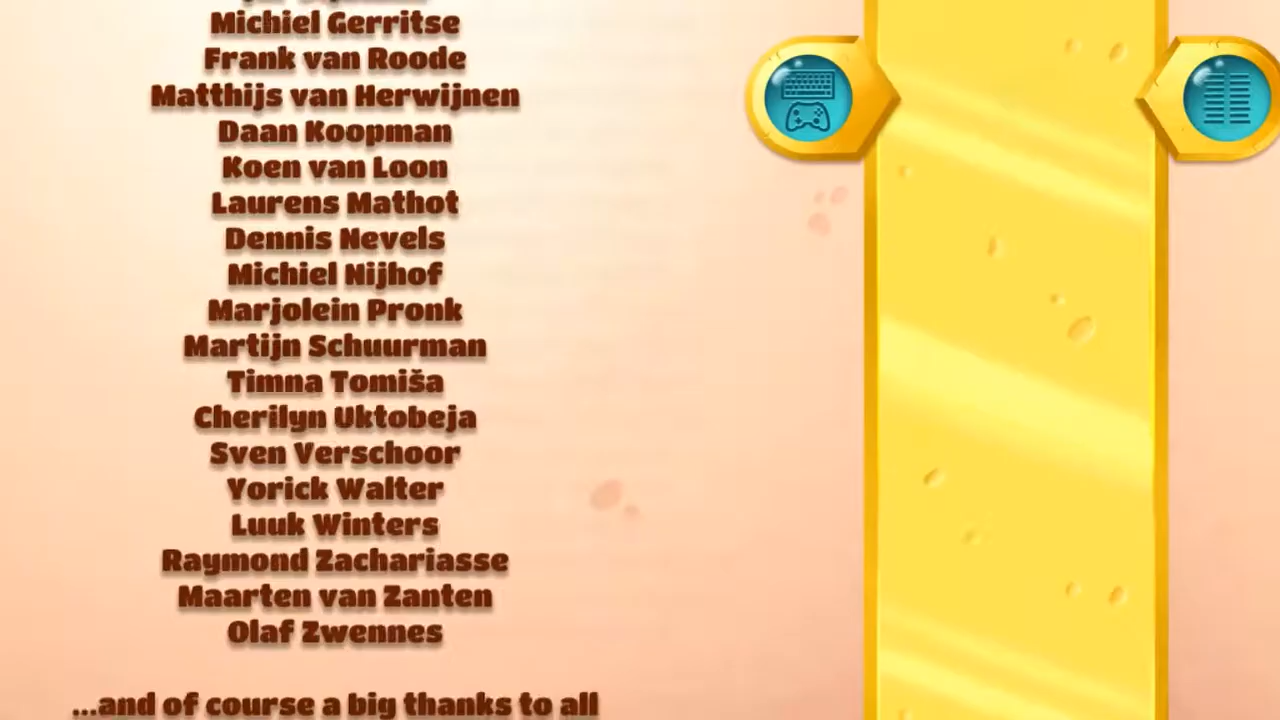 Michiel Gerritse
Frank van Roode
Matthijs van Herwijnen
Daan Koopman
Koen van Loon
Laurens Mathot
Dennis Nevels
Michiel Nijhof
Marjolein Pronk
Martijn Schuurman
Timna Tomiša
Cherilyn Uktobeja
Sven Verschoor
Yorick Walter
Luuk Winters
Raymond Zachariasse
Maarten van Zanten
Olaf Zwennes
...and of course a big thanks to all